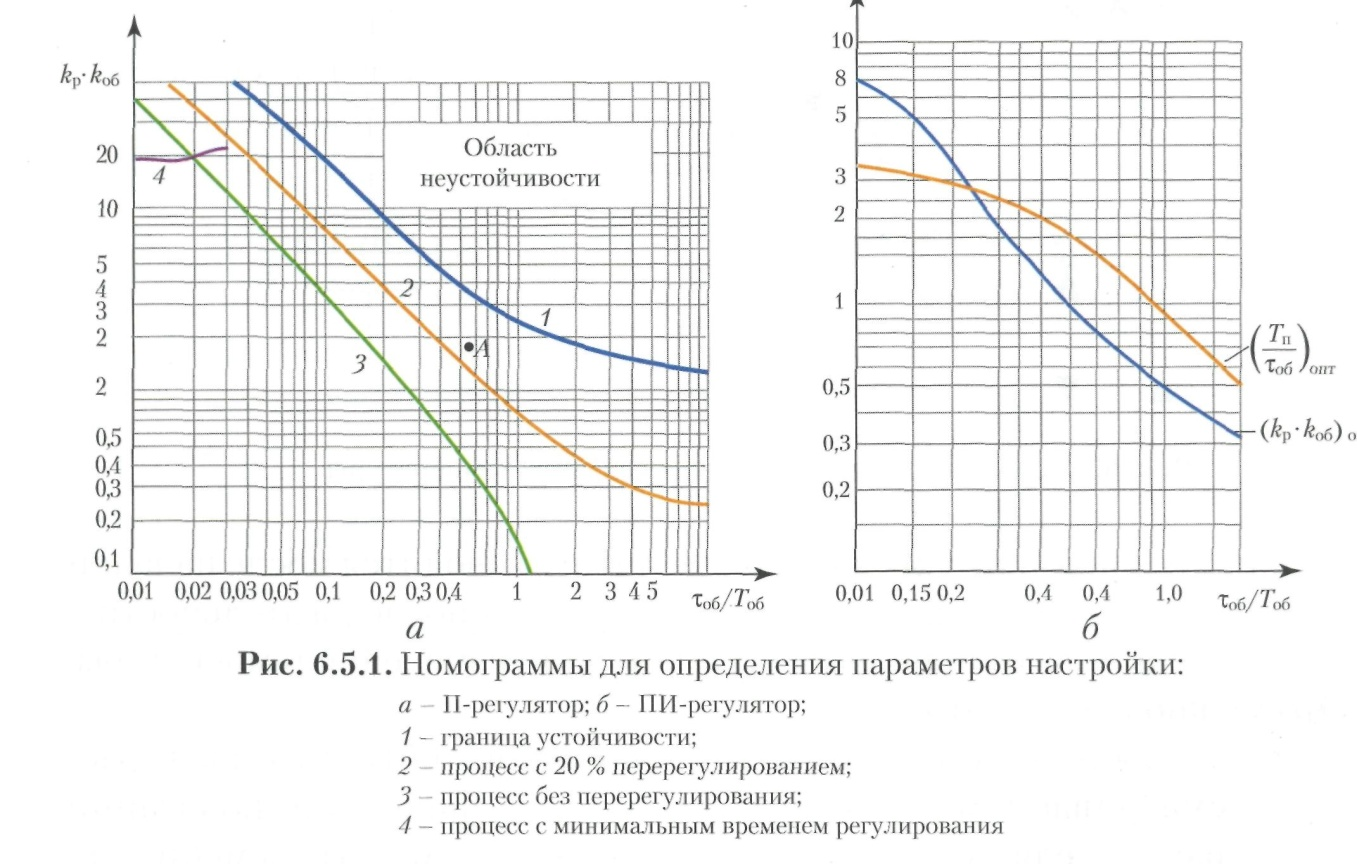 kр·kоб
20
10
5
4
3
2
2
0,5
0,4
0,3
0,2
0,1
0,01 0,02 0,03 0,05 0,1 0,2 0,3 0,4 1 2 3 4 5 τоб/Tоб
Область
неустойчивости
4
2
1
A
3
а
10
8
5
3
2
1
0,5
0,3
0,2
0,01 0,15 0,2 0,4 0,4 1,0 τоб/Tоб
(Tп/τоб)опт
(kр·kоб)о
б
Рис. 6.5.1. Номограммы для определения параметров настройки:
а – П-регулятор; б – ПИ-регулятор;
1 – граница устойчивости;
2 – процесс с 20 % перерегулированием;
3 – процесс без перерегулирования;
4 – процесс с минимальным временем регулирования